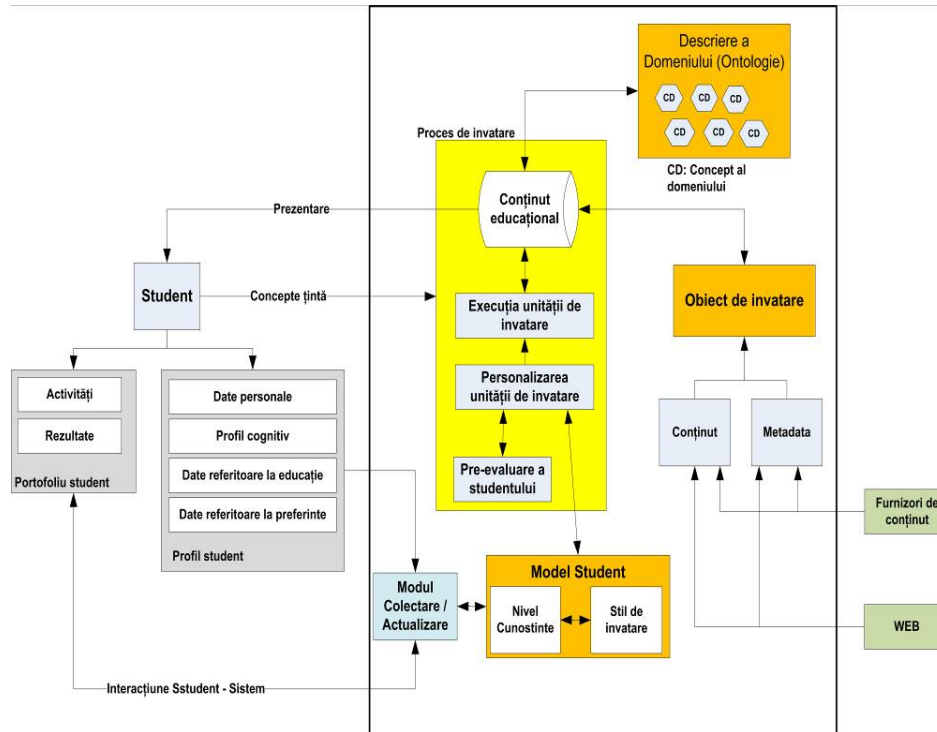 Descriere a
Domeniului (Ontologie)
CD
CD
CD
CD
CD
CD
CD: Concept al
domeniului
Proces de invatare
Conținut
educațional
Prezentare
Student
Concepte țintă
Execuția unității de
invatare
Obiect de invatare
Personalizarea
unității de invatare
Activități
Rezultate
Portofoliu student
Date personale
Profil cognitiv
Date referitoare la educație
Date referitoare la preferinte
Profil student
Pre-evaluare a
studentului
Conținut
Metadata
Furnizori de
conținut
Modul
Colectare /
Actualizare
Model Student
Nivel
Cunostinte
Stil de
invatare
WEB
Interacțiune Sstudent - Sistem